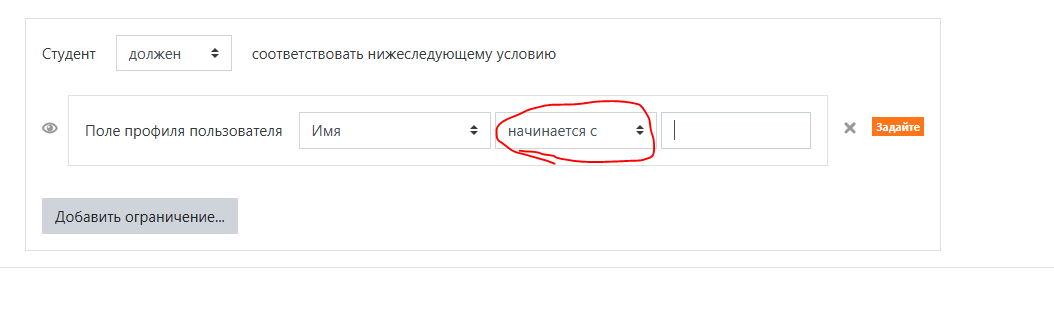 Студент должен соответствовать нижеследующему условию
Поле профиля пользователя Имя начинается с Задайте
Добавить ограничение...